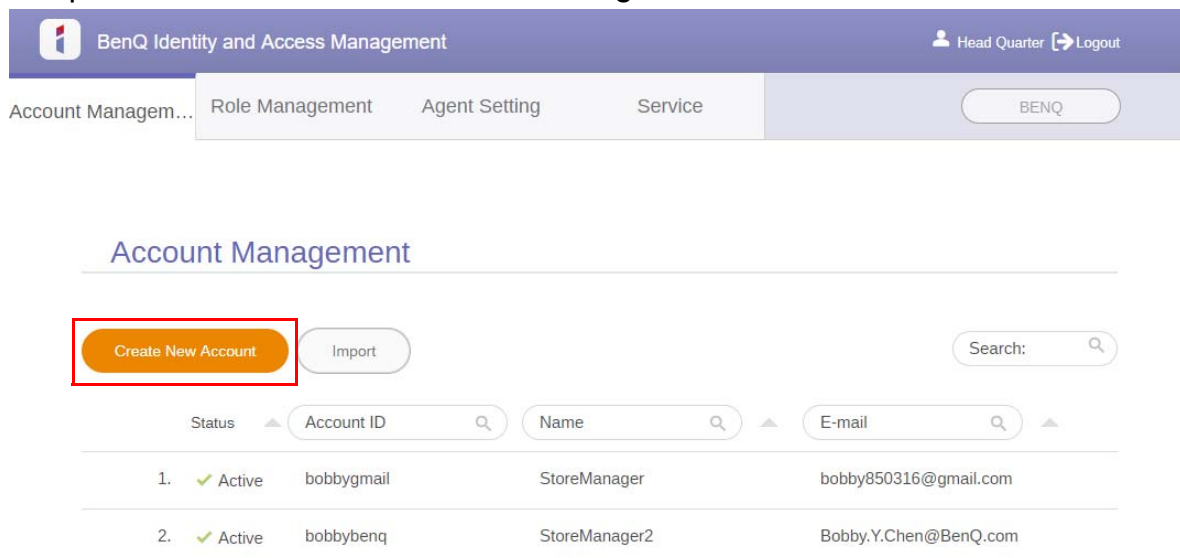 BenQ Identity and Access Management Head Quarter Logout
Account Managem... Role Management Agent Setting Service BENQ
Account Management
Create New Account Import Search:
Status Account ID Name E-mail
1. Active bobbygmail StoreManager bobby850316@gmail.com
2. Active bobbybenq StoreManager2 Bobby.Y.Chen@BenQ.com